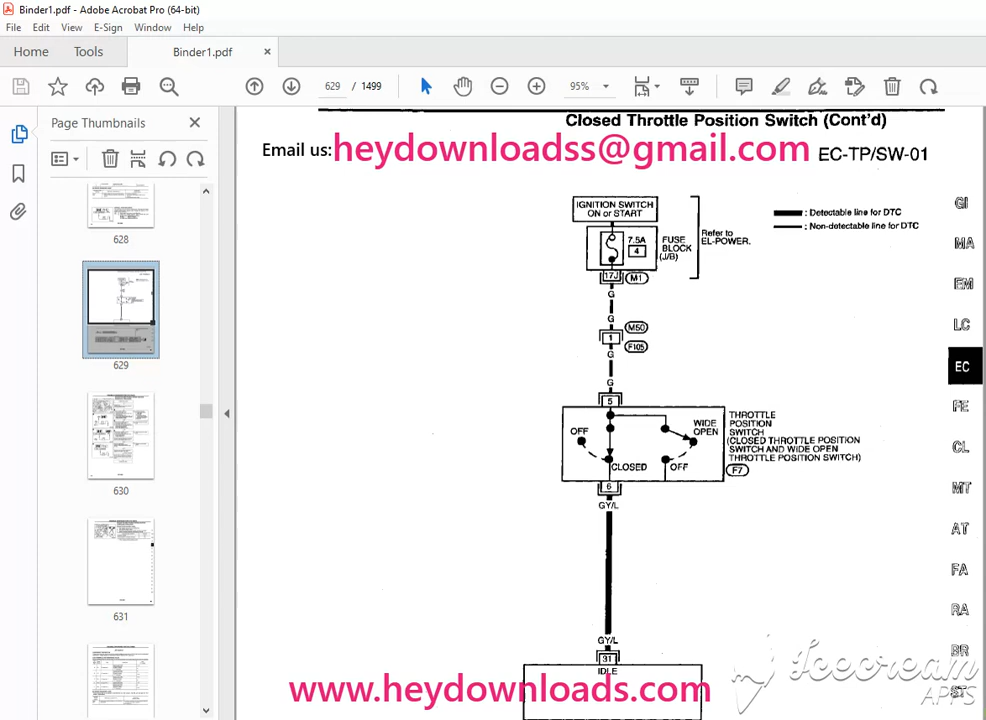 Binder1.pdf - Adobe Acrobat Pro (64-bit)
File Edit View E-Sign Window Help
Home Tools Binder1.pdf ×
629 / 1499 95%
Page Thumbnails
628
629
630
631
Closed Throttle Position Switch (Cont'd)
Email us:heydownloadss@gmail.com EC-TP/SW-01
IGNITION SWITCH
ON or START
: Detectable line for DTC
: Non-detectable line for DTC
7.5A
4
FUSE
BLOCK
(J/B)
Refer to
EL-POWER.
17J M1
G
G
1 M50
F105
G
G
5
OFF
CLOSED
WIDE
OPEN
OFF
THROTTLE
POSITION
SWITCH
(CLOSED THROTTLE POSITION
SWITCH AND WIDE OPEN
THROTTLE POSITION SWITCH)
F7
6
GY/L
GY/L
31
IDLE
GI
MA
EM
LC
EC
FE
CL
MT
AT
FA
RA
BR
ST
www.heydownloads.com
Icecream
APPS